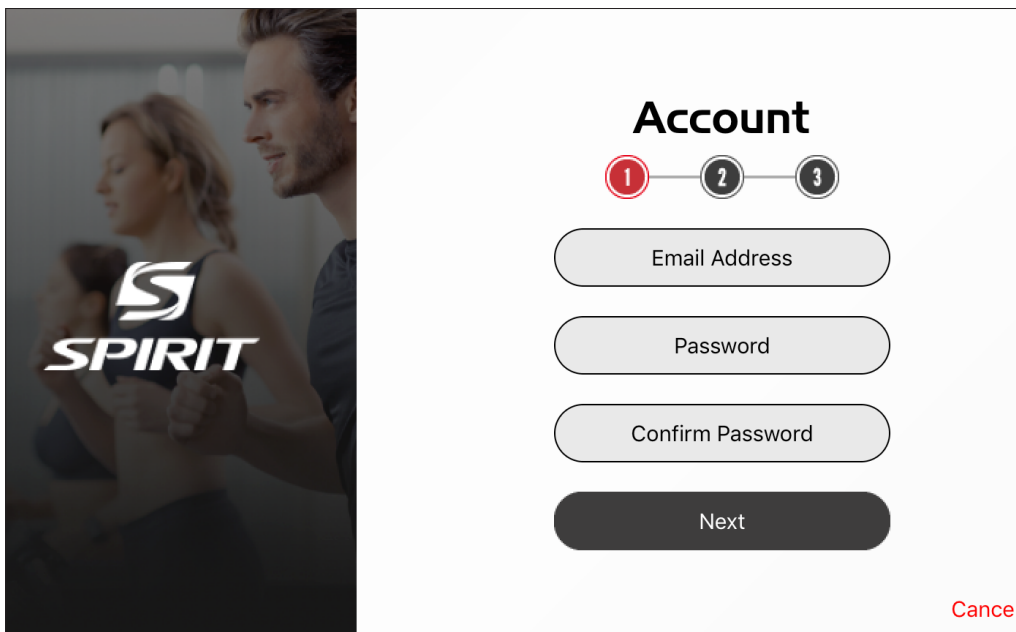 SPIRIT
Account
1 2 3
Email Address
Password
Confirm Password
Next
Cance